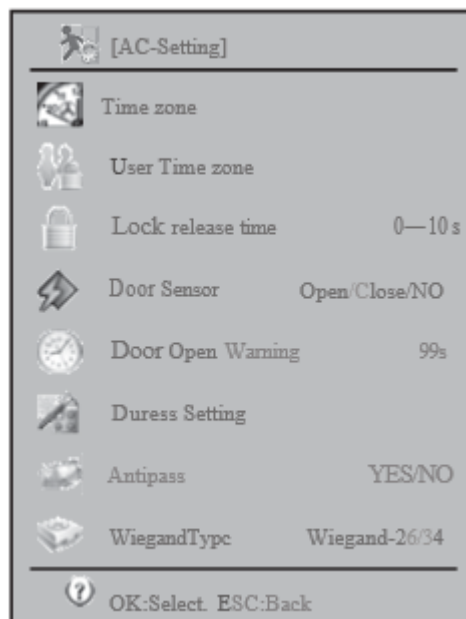 [AC-Setting]
Time zone
User Time zone
Lock release time 0—10 s
Door Sensor Open/Close/NO
Door Open Warning 99s
Duress Setting
Antipass YES/NO
WiegandType Wiegand-26/34
OK:Select. ESC:Back